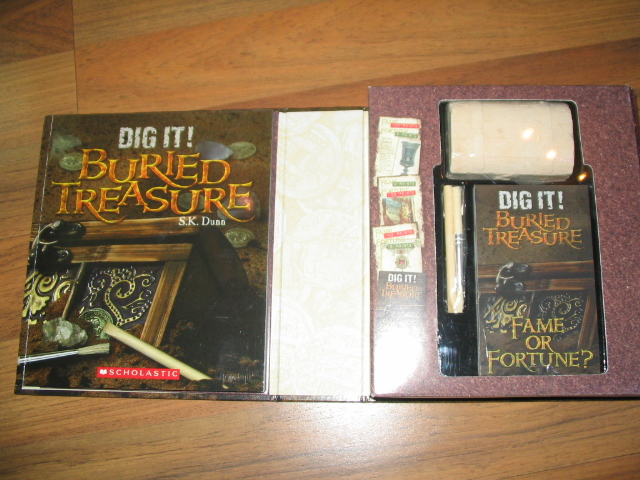 DIG IT!
BURIED
TREASURE
S.K. Dunn
SCHOLASTIC
DIG IT!
BURIED
TREASURE
DIG IT!
BURIED
TREASURE
FAME
OR
FORTUNE?